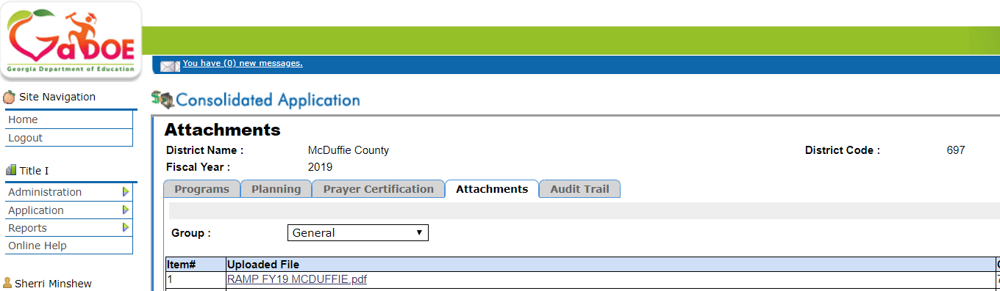 GaDOE
Georgia Department of Education
You have (0) new messages.
Site Navigation
Home
Logout
Title I
Administration
Application
Reports
Online Help
Sherri Minshew
Consolidated Application
Attachments
District Name : McDuffie County District Code : 697
Fiscal Year : 2019
Programs Planning Prayer Certification Attachments Audit Trail
Group : General
Item# Uploaded File
1 RAMP FY19 MCDUFFIE.pdf